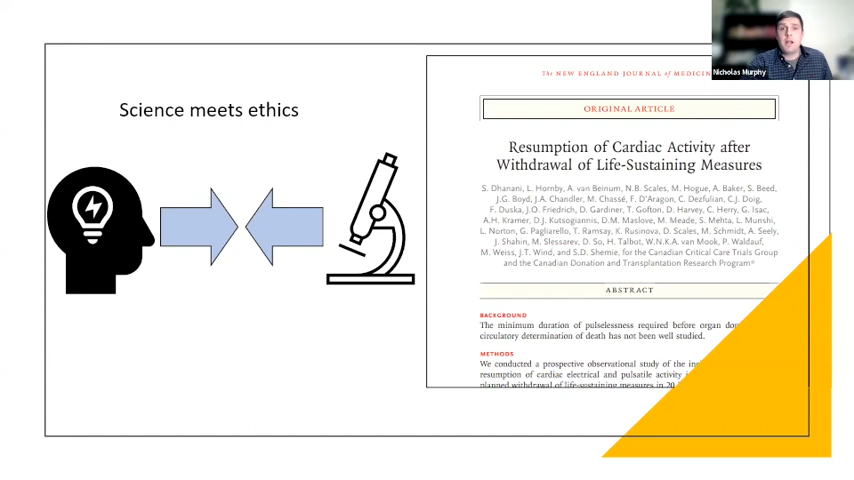 Nicholas Murphy
Science meets ethics
The NEW ENGLAND JOURNAL of MEDICIN
ORIGINAL ARTICLE
Resumption of Cardiac Activity after
Withdrawal of Life-Sustaining Measures
S. Dhanani, L. Hornby, A. van Beinum, N.B. Scales, M. Hogue, A. Baker, S. Beed,
J.G. Boyd, J.A. Chandler, M. Chassé, F. D'Aragon, C. Dezfulian, C.J. Doig,
F. Duska, J.O. Friedrich, D. Gardiner, T. Gofton, D. Harvey, C. Herry, G. Isac,
A.H. Kramer, D.J. Kutsogiannis, D.M. Maslove, M. Meade, S. Mehta, L. Munshi,
L. Norton, G. Pagliarello, T. Ramsay, K. Rusinova, D. Scales, M. Schmidt, A. Seely,
J. Shahin, M. Slessarev, D. So, H. Talbot, W.N.K.A. van Mook, P. Waldauf,
M. Weiss, J.T. Wind, and S.D. Shemie, for the Canadian Critical Care Trials Group
and the Canadian Donation and Transplantation Research Program*
ABSTRACT
BACKGROUND
The minimum duration of pulselessness required before organ do
circulatory determination of death has not been well studied.
METHODS
We conducted a prospective observational study of the in
resumption of cardiac electrical and pulsatile activity
planned withdrawal of life-sustaining measures in 20